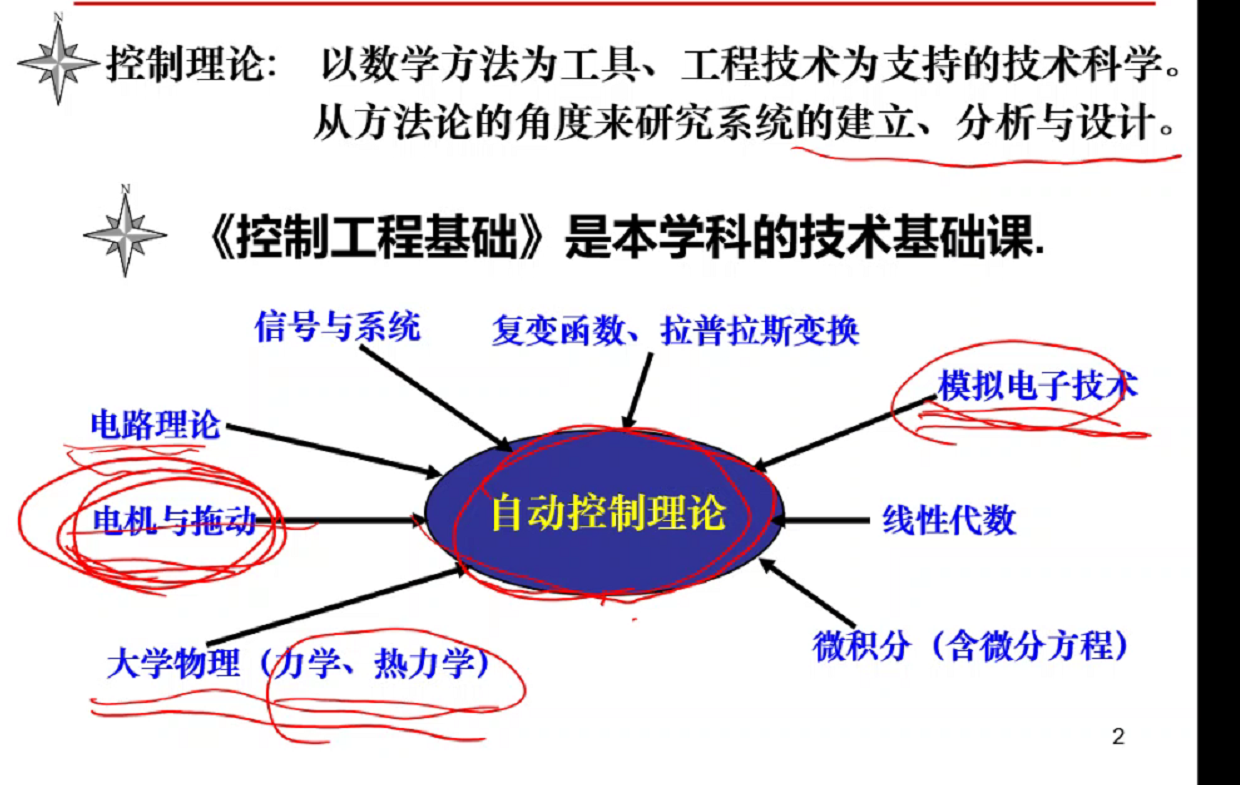 N
控制理论: 以数学方法为工具、工程技术为支持的技术科学。
从方法论的角度来研究系统的建立、分析与设计。
N
《控制工程基础》是本学科的技术基础课.
信号与系统
复变函数、拉普拉斯变换
模拟电子技术
电路理论
电机与拖动
自动控制理论
线性代数
大学物理（力学、热力学）
微积分（含微分方程）
2